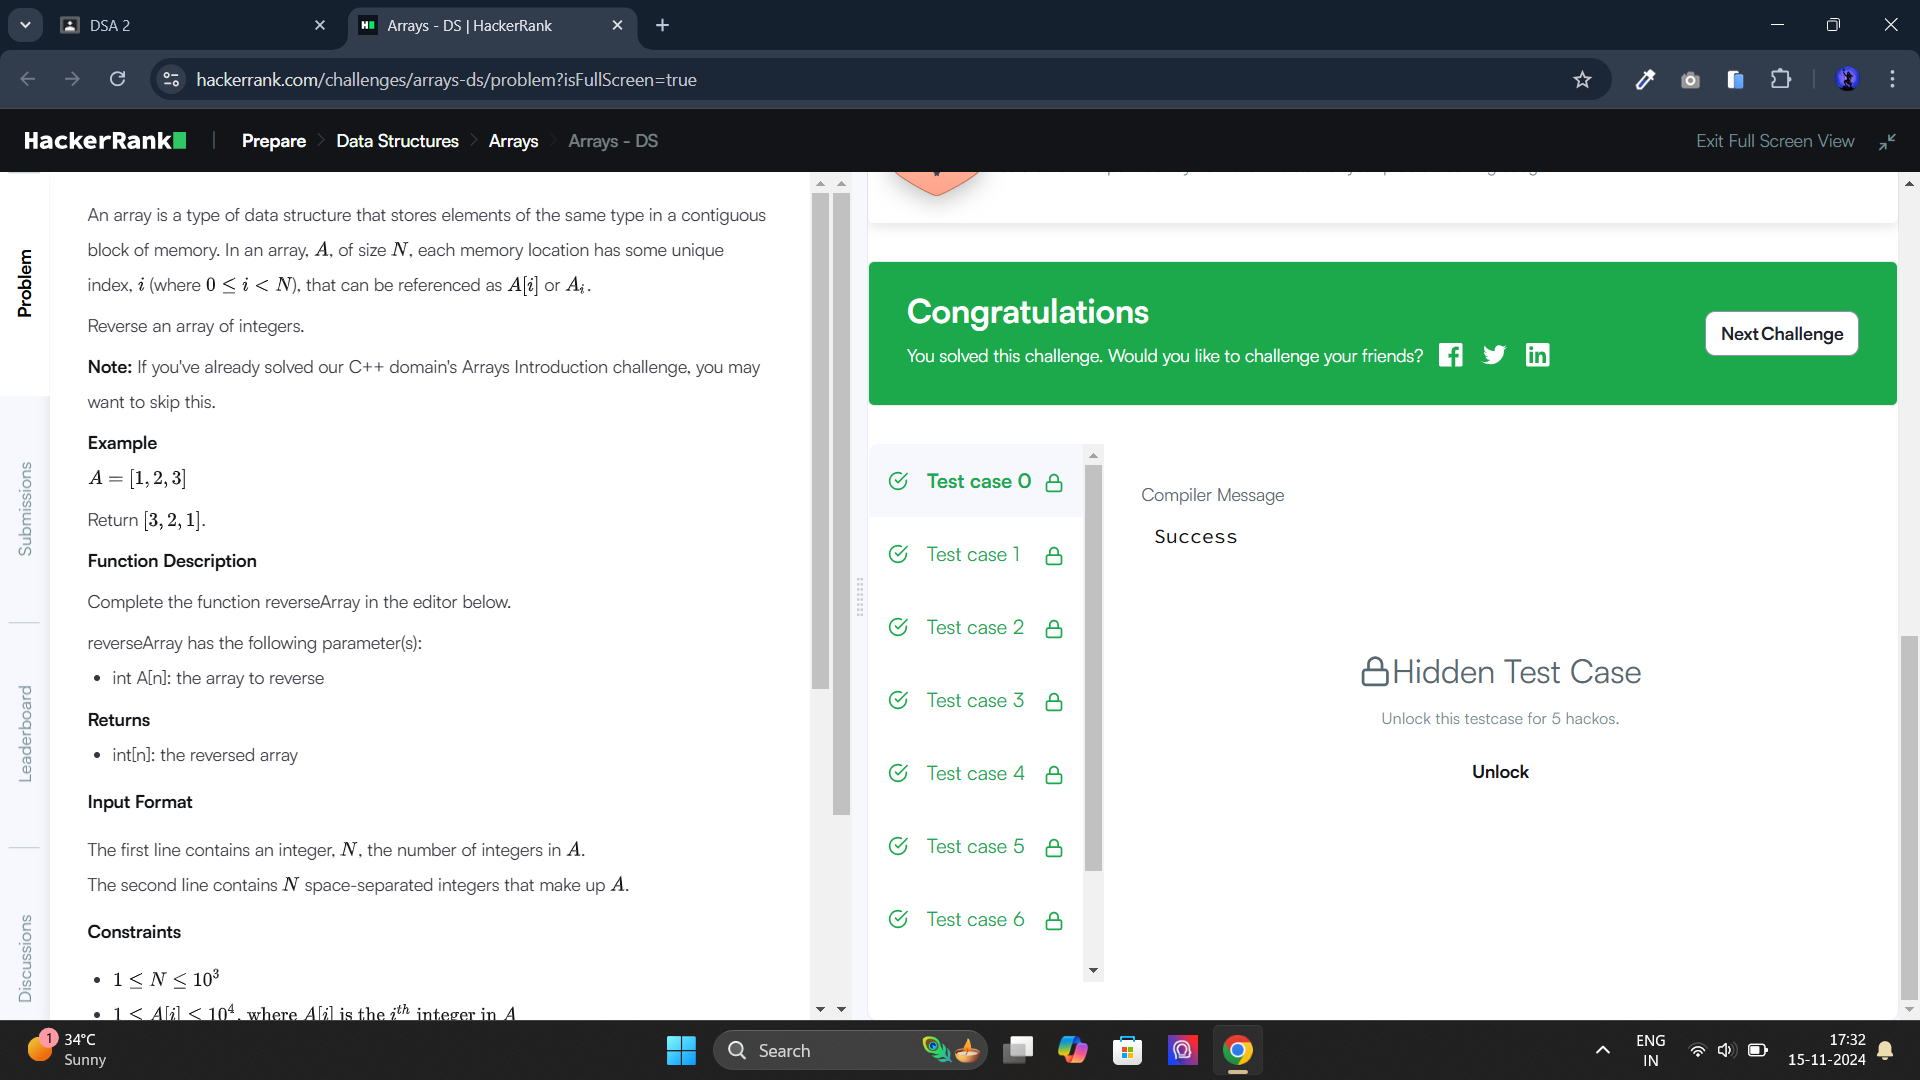 DSA 2
Arrays - DS | HackerRank
hackerrank.com/challenges/arrays-ds/problem?isFullScreen=true
HackerRank
Prepare
Data Structures
Arrays
Arrays - DS
Exit Full Screen View
Problem
Submissions
Leaderboard
Discussions
An array is a type of data structure that stores elements of the same type in a contiguous
block of memory. In an array, A, of size N, each memory location has some unique
index, i (where 0 ≤ i < N), that can be referenced as A[i] or Aᵢ.
Reverse an array of integers.
Note: If you've already solved our C++ domain's Arrays Introduction challenge, you may
want to skip this.
Example
A = [1, 2, 3]
Return [3, 2, 1].
Function Description
Complete the function reverseArray in the editor below.
reverseArray has the following parameter(s):
• int A[n]: the array to reverse
Returns
• int[n]: the reversed array
Input Format
The first line contains an integer, N, the number of integers in A.
The second line contains N space-separated integers that make up A.
Constraints
• 1 ≤ N ≤ 10³
• 1 ≤ A[i] ≤ 10⁴, where A[i] is the iᵗʰ integer in A
Congratulations
You solved this challenge. Would you like to challenge your friends?
Next Challenge
Test case 0
Test case 1
Test case 2
Test case 3
Test case 4
Test case 5
Test case 6
Compiler Message
Success
Hidden Test Case
Unlock this testcase for 5 hackos.
Unlock
1
34°C
Sunny
Search
ENG
IN
17:32
15-11-2024